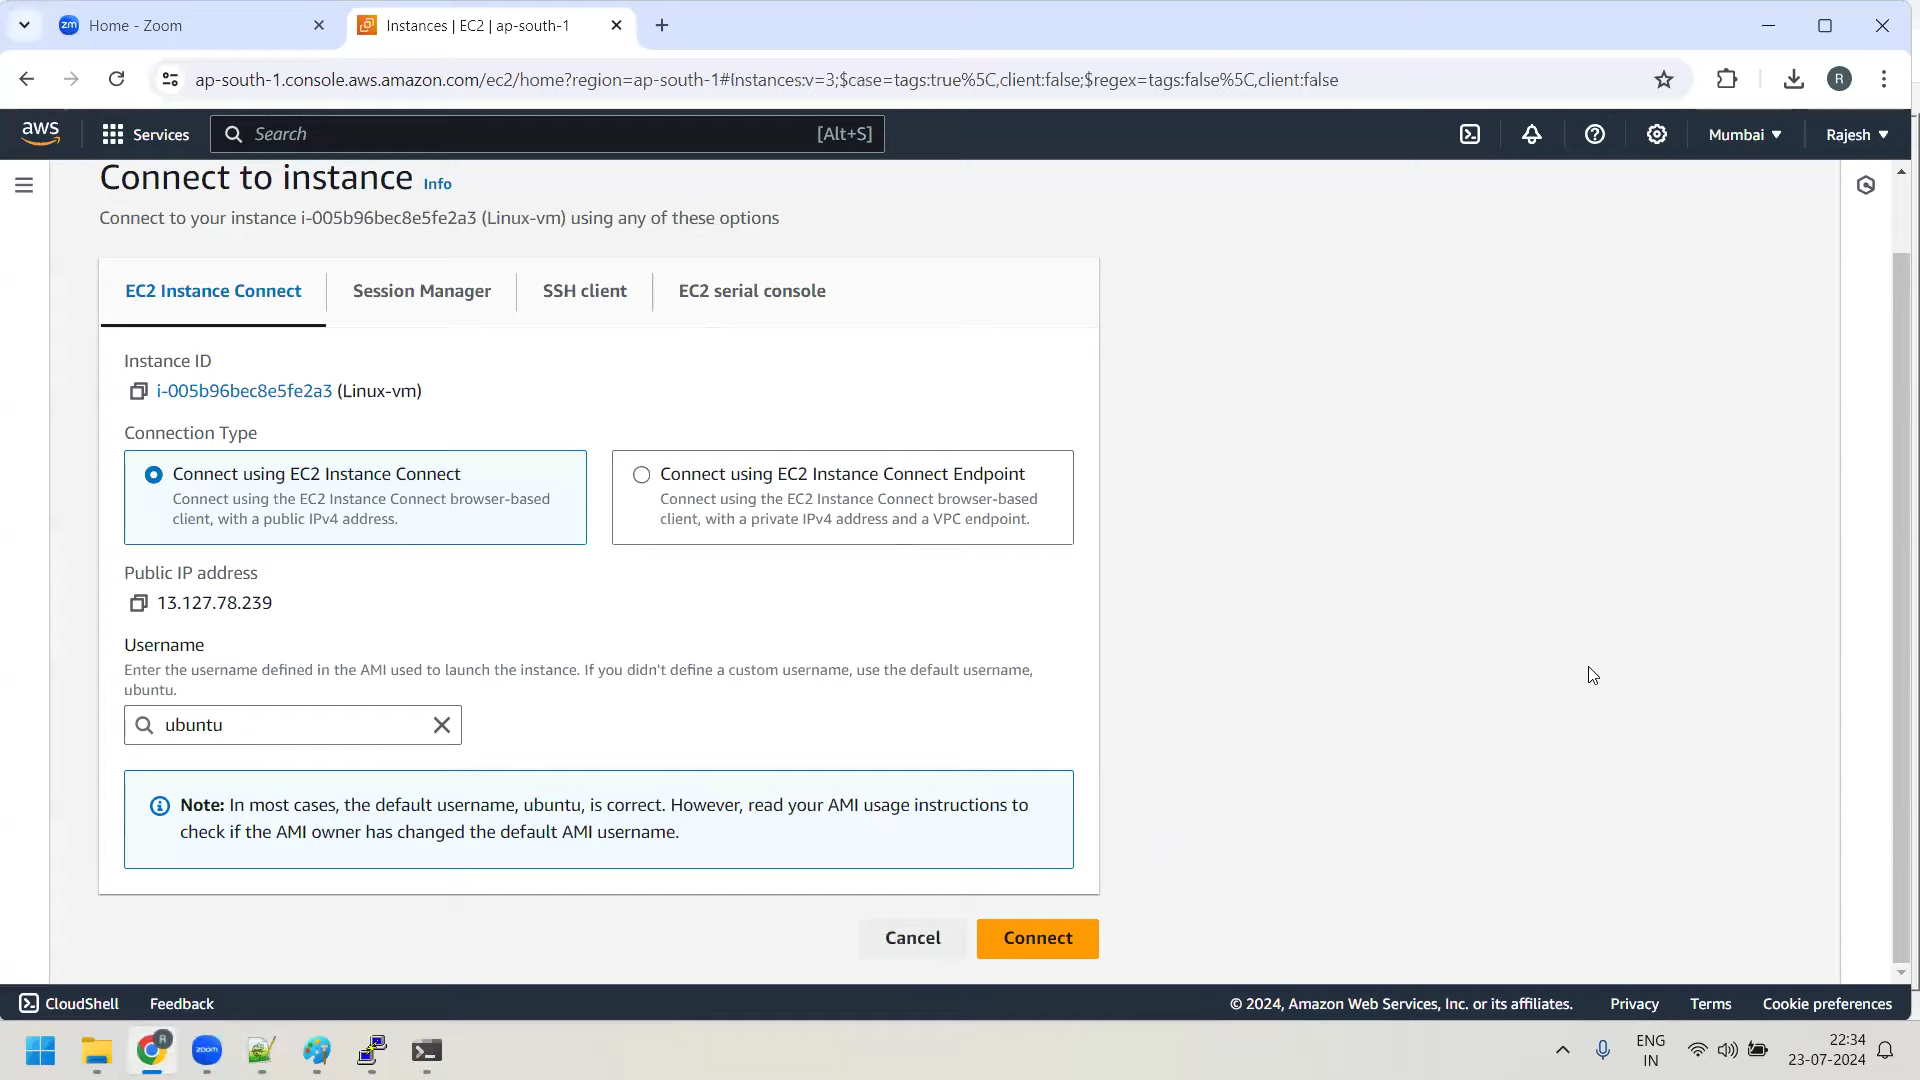 Home - Zoom
Instances | EC2 | ap-south-1
ap-south-1.console.aws.amazon.com/ec2/home?region=ap-south-1#Instances:v=3;$case=tags:true%5C,client:false;$regex=tags:false%5C,client:false
R
aws
Services
Search
[Alt+S]
Mumbai
Rajesh
Connect to instance Info
Connect to your instance i-005b96bec8e5fe2a3 (Linux-vm) using any of these options
EC2 Instance Connect
Session Manager
SSH client
EC2 serial console
Instance ID
i-005b96bec8e5fe2a3 (Linux-vm)
Connection Type
Connect using EC2 Instance Connect
Connect using the EC2 Instance Connect browser-based
client, with a public IPv4 address.
Connect using EC2 Instance Connect Endpoint
Connect using the EC2 Instance Connect browser-based
client, with a private IPv4 address and a VPC endpoint.
Public IP address
13.127.78.239
Username
Enter the username defined in the AMI used to launch the instance. If you didn't define a custom username, use the default username,
ubuntu.
ubuntu
Note: In most cases, the default username, ubuntu, is correct. However, read your AMI usage instructions to
check if the AMI owner has changed the default AMI username.
Cancel
Connect
CloudShell
Feedback
© 2024, Amazon Web Services, Inc. or its affiliates.
Privacy
Terms
Cookie preferences
zoom
ENG
IN
22:34
23-07-2024